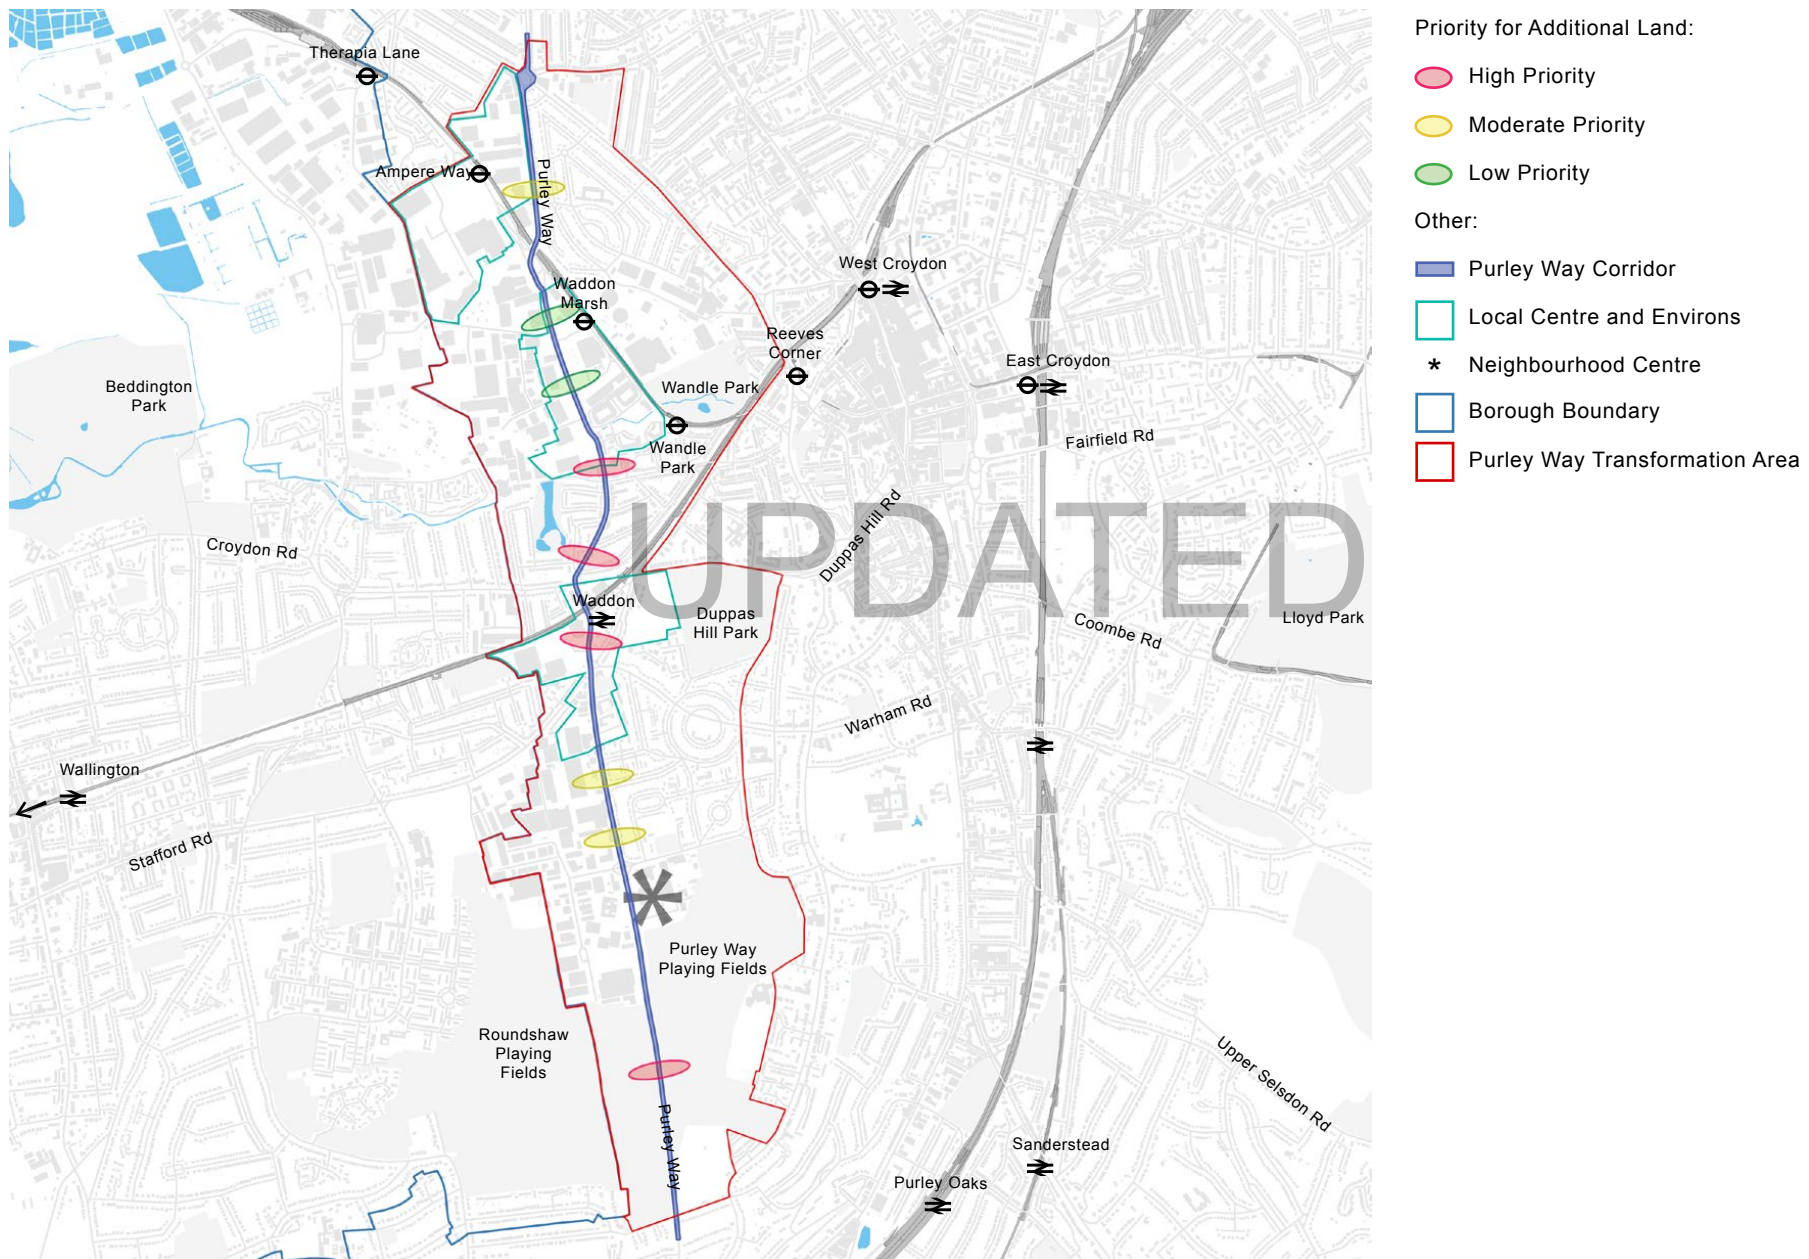 Therapia Lane
Ampere Way
Purley Way
Waddon
Marsh
West Croydon
Reeves
Corner
East Croydon
Beddington
Park
Wandle Park
Wandle
Park
Fairfield Rd
Croydon Rd
Duppas Hill Rd
UPDATED
Waddon
Duppas
Hill Park
Coombe Rd
Lloyd Park
Warham Rd
Wallington
Stafford Rd
Purley Way
Playing Fields
Roundshaw
Playing
Fields
Purley Way
Upper Selsdon Rd
Sanderstead
Purley Oaks
Priority for Additional Land:
High Priority
Moderate Priority
Low Priority
Other:
Purley Way Corridor
Local Centre and Environs
* Neighbourhood Centre
Borough Boundary
Purley Way Transformation Area